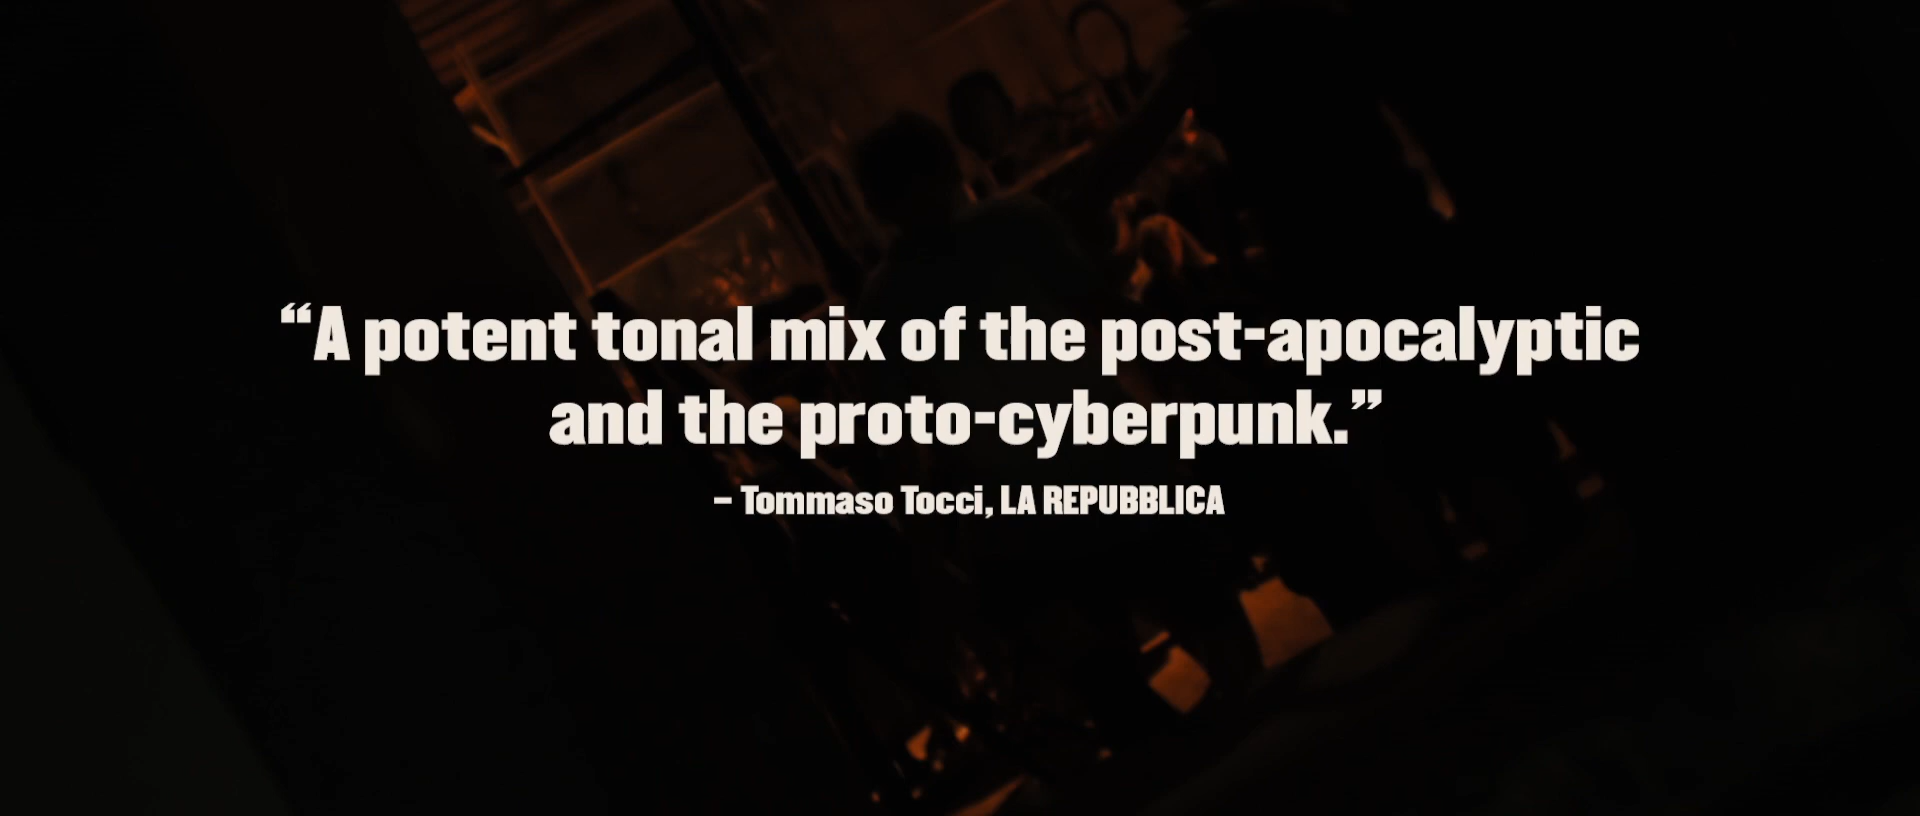 “A potent tonal mix of the post-apocalyptic
and the proto-cyberpunk.”
– Tommaso Tocci, LA REPUBBLICA